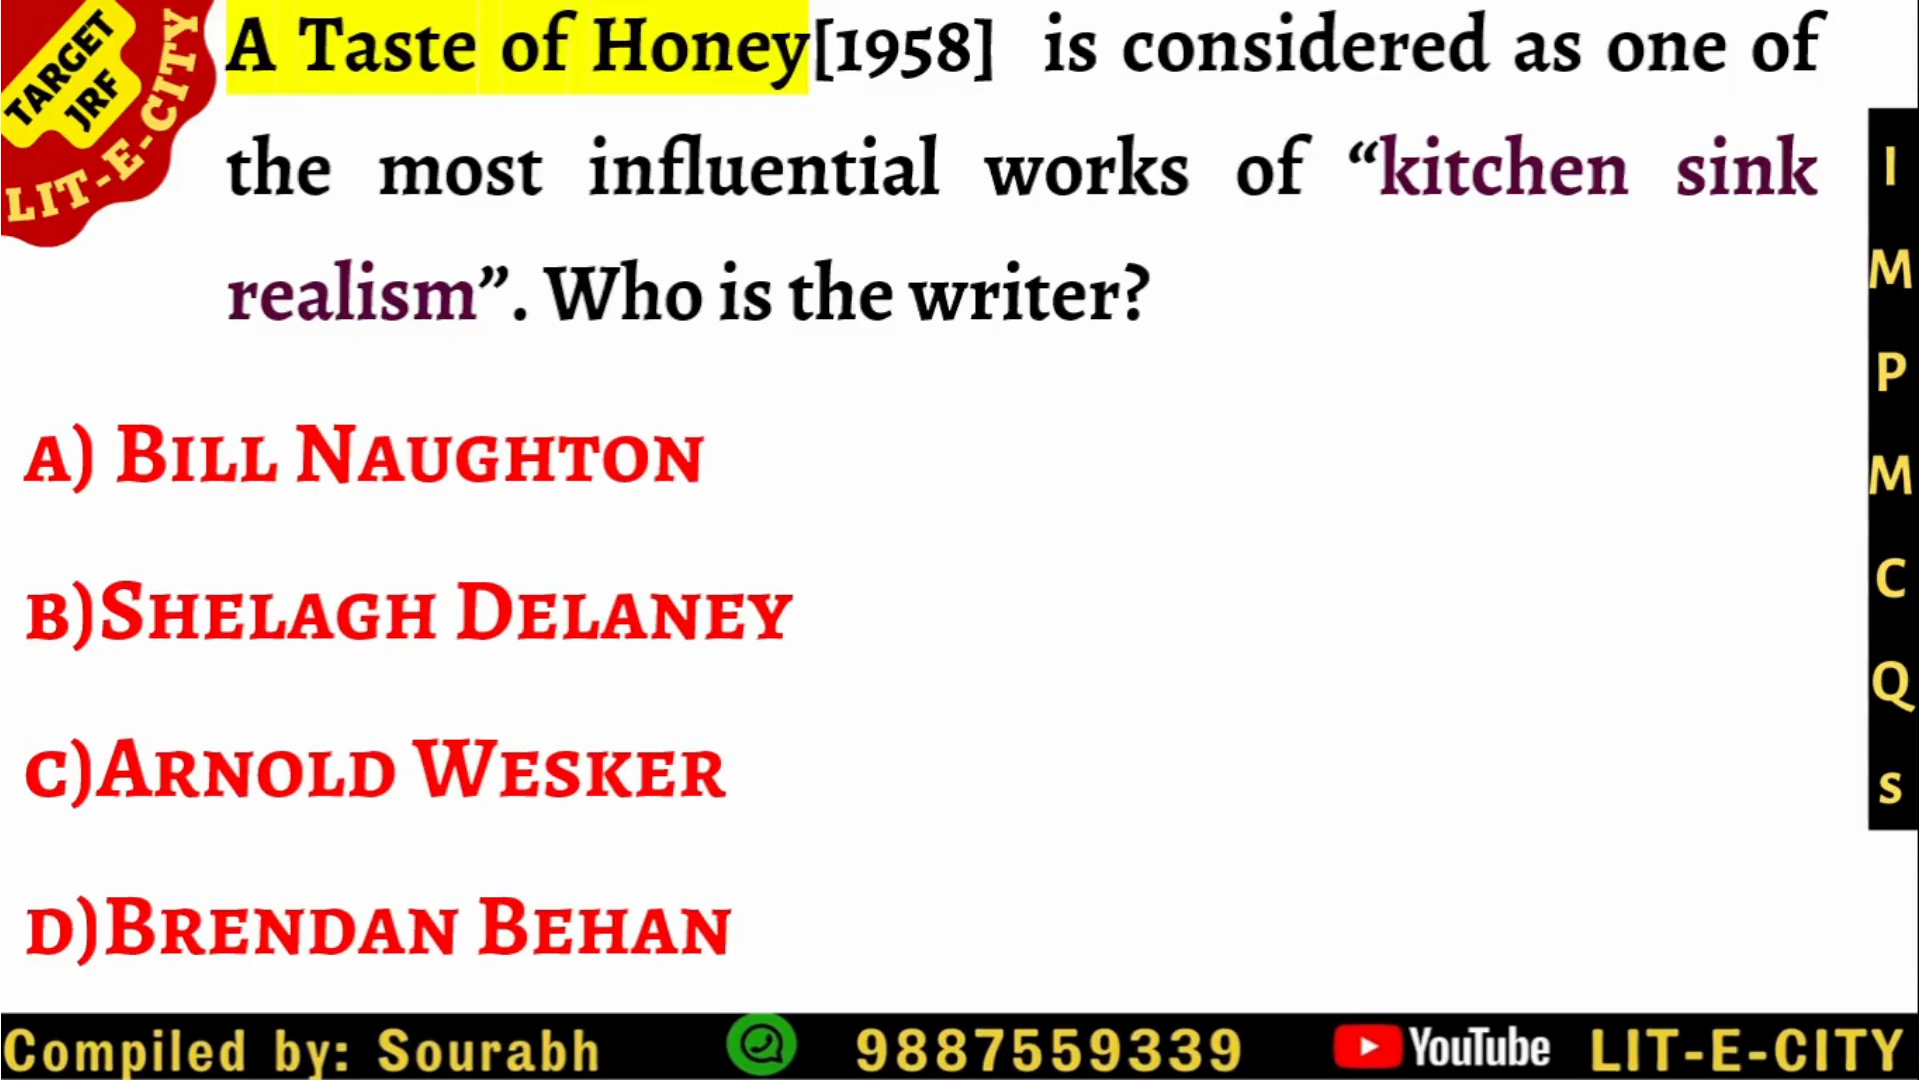 TARGET
JRF
LIT-E-CITY
A Taste of Honey[1958] is considered as one of
the most influential works of “kitchen sink
realism”. Who is the writer?
A) BILL NAUGHTON
B)SHELAGH DELANEY
C)ARNOLD WESKER
D)BRENDAN BEHAN
I
M
P
M
C
Q
s
Compiled by: Sourabh 9887559339 YouTube LIT-E-CITY